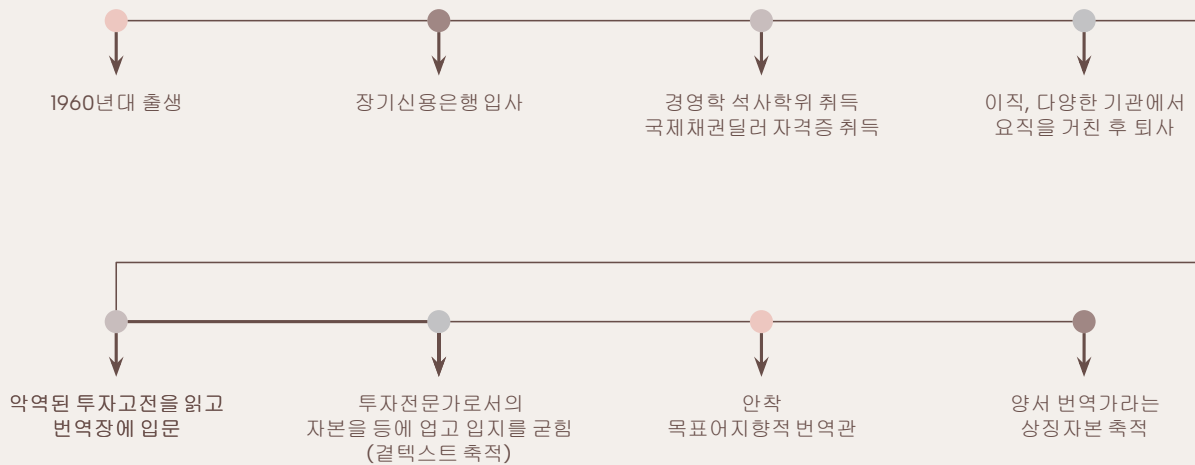 1960년대 출생
장기신용은행 입사
경영학 석사학위 취득
국제채권딜러 자격증 취득
이직, 다양한 기관에서
요직을 거친 후 퇴사
악역된 투자고전을 읽고
번역장에 입문
투자전문가로서의
자본을 등에 업고 입지를 굳힘
(곁텍스트 축적)
안착
목표어지향적 번역관
양서 번역가라는
상징자본 축적